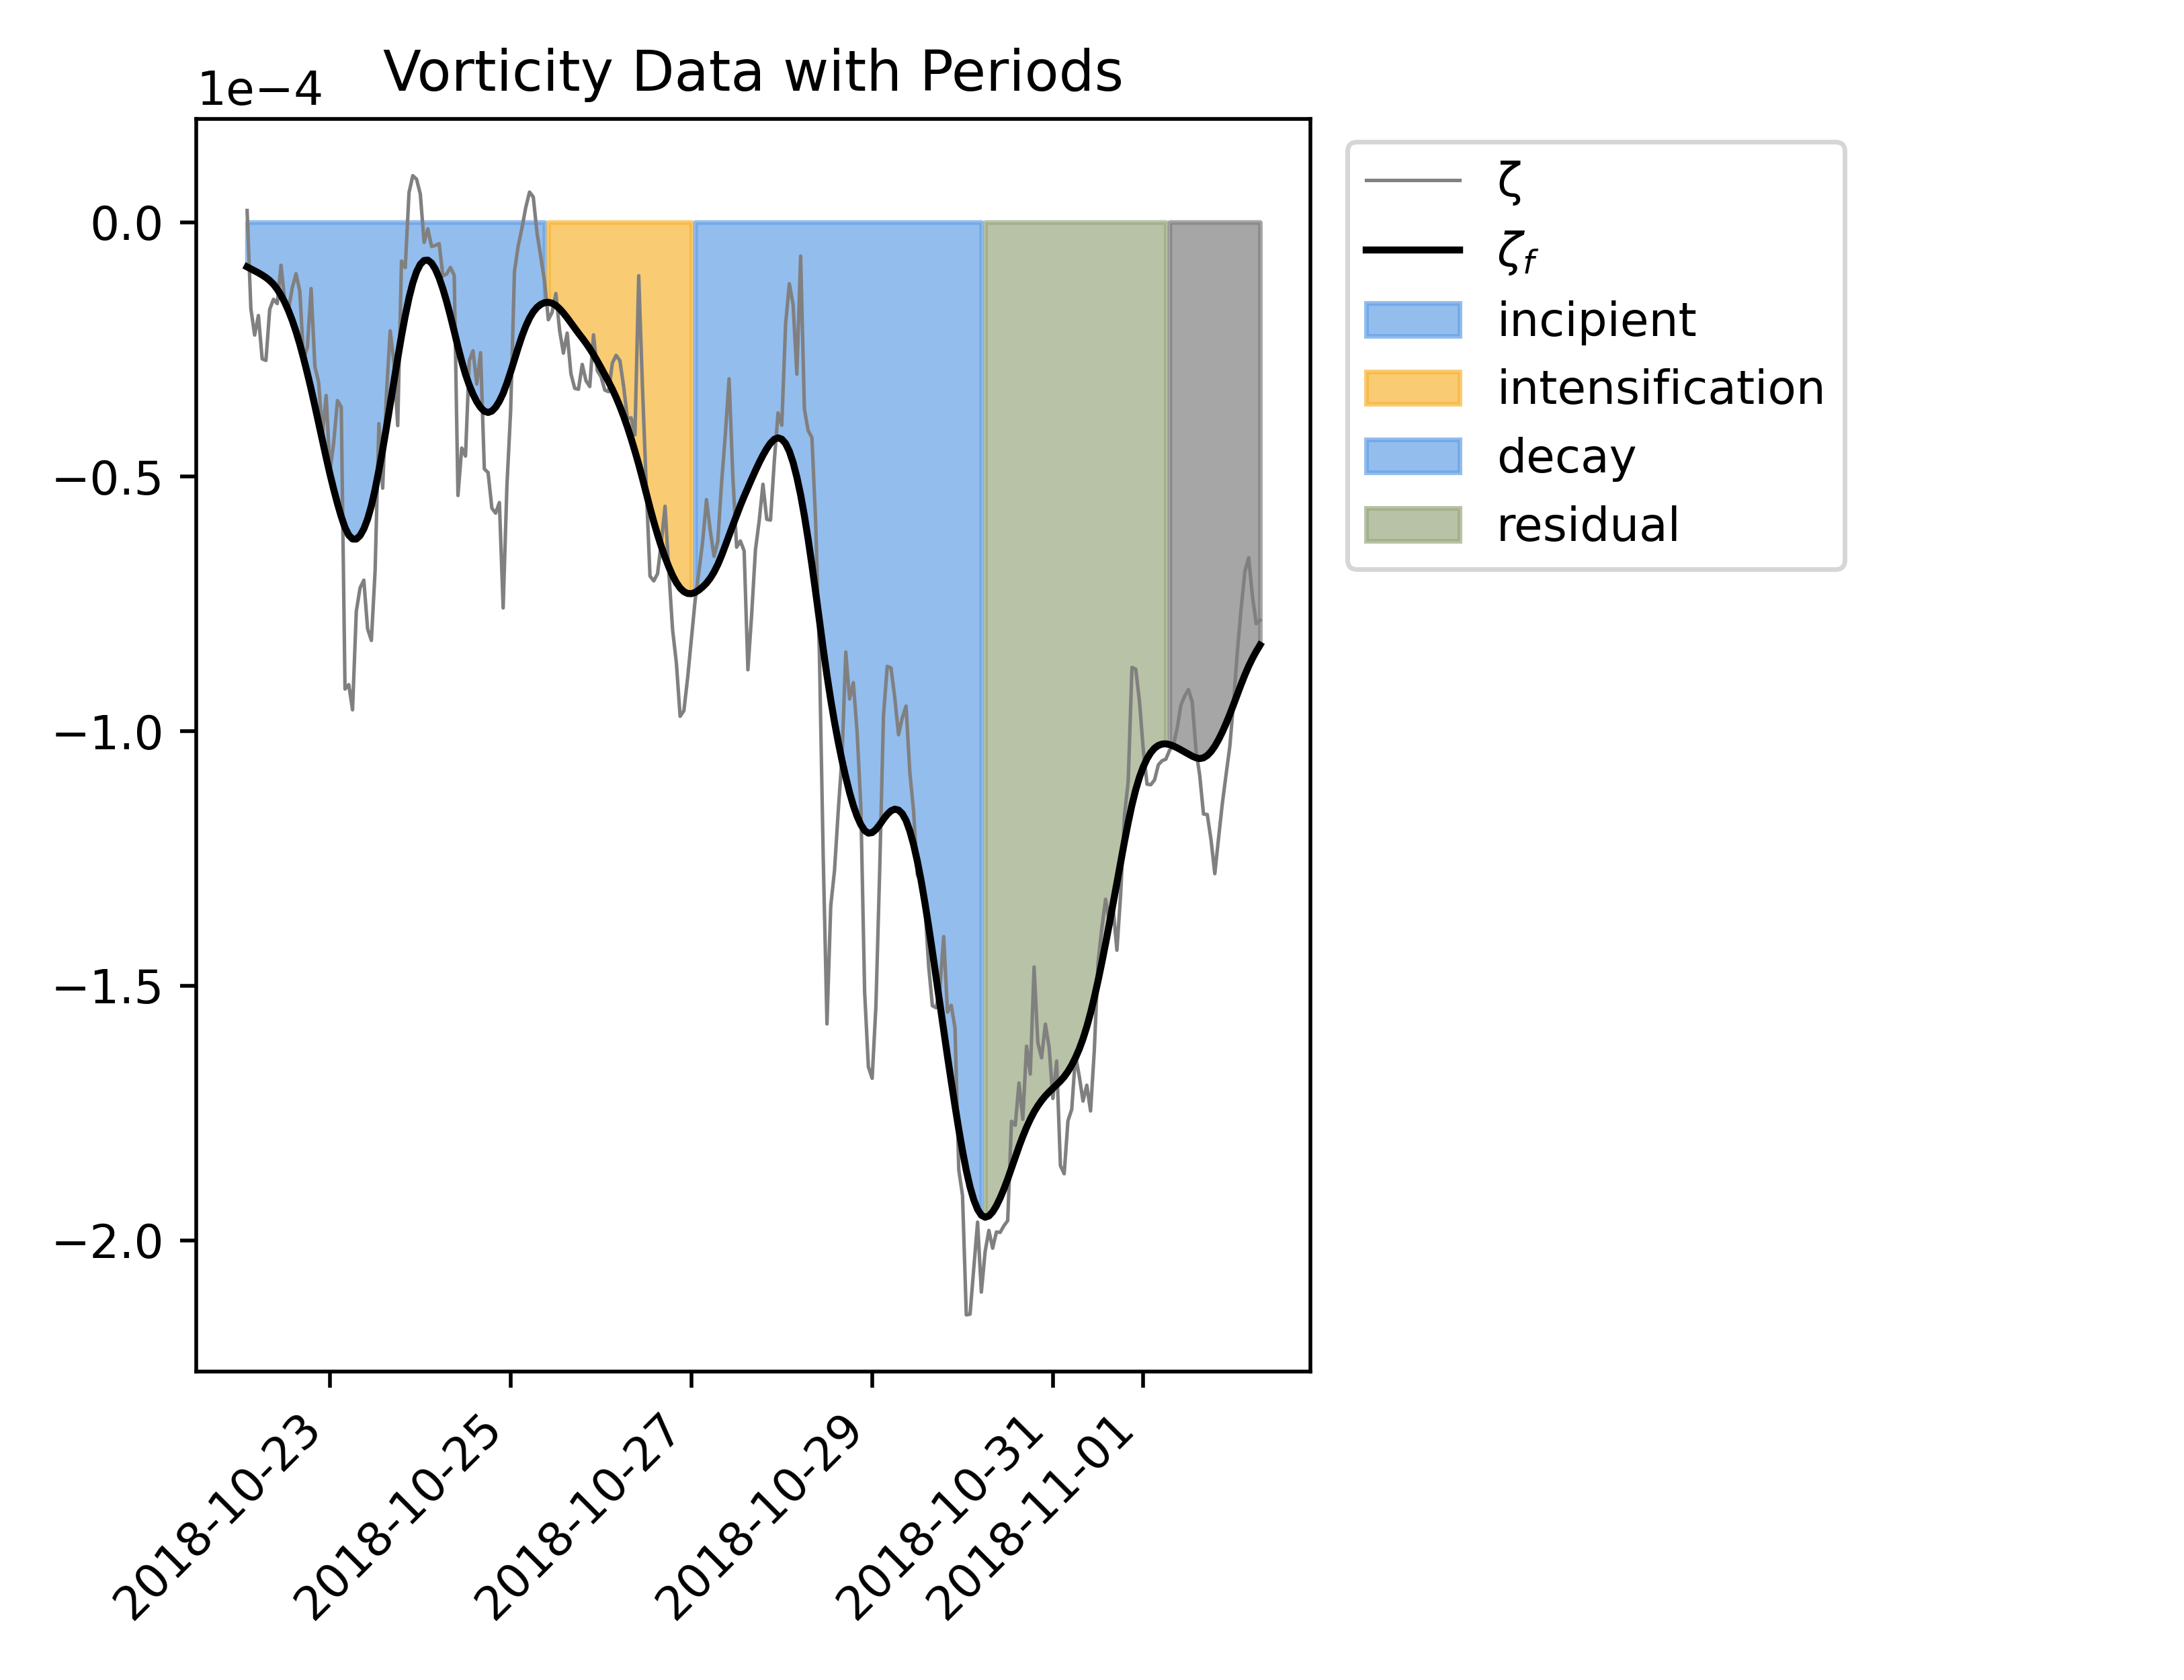 Vorticity Data with Periods
1e−4
0.0
−0.5
−1.0
−1.5
−2.0
2018-10-23
2018-10-25
2018-10-27
2018-10-29
2018-10-31
2018-11-01
ζ
ζf
incipient
intensification
decay
residual